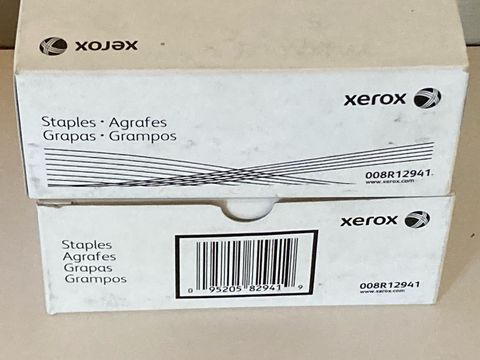 xerox
xerox
Staples • Agrafes
Grapas • Grampos
008R12941
www.xerox.com
xerox
Staples
Agrafes
Grapas
Grampos
0 95205 82941 9
008R12941
www.xerox.com